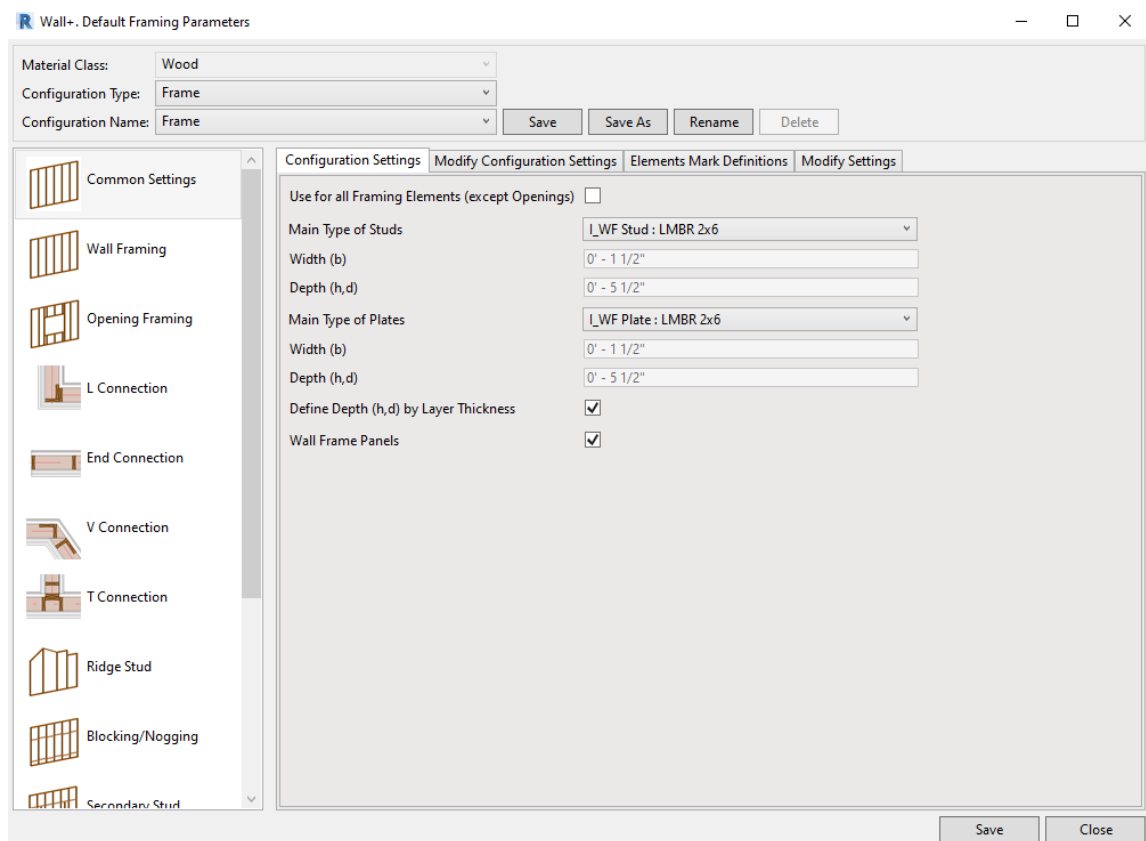 Wall+. Default Framing Parameters
Material Class: Wood
Configuration Type: Frame
Configuration Name: Frame Save Save As Rename Delete
Common Settings
Wall Framing
Opening Framing
L Connection
End Connection
V Connection
T Connection
Ridge Stud
Blocking/Nogging
Secondary Stud
Configuration Settings Modify Configuration Settings Elements Mark Definitions Modify Settings
Use for all Framing Elements (except Openings)
Main Type of Studs I_WF Stud : LMBR 2x6
Width (b) 0' - 1 1/2"
Depth (h,d) 0' - 5 1/2"
Main Type of Plates I_WF Plate : LMBR 2x6
Width (b) 0' - 1 1/2"
Depth (h,d) 0' - 5 1/2"
Define Depth (h,d) by Layer Thickness
Wall Frame Panels
Save Close